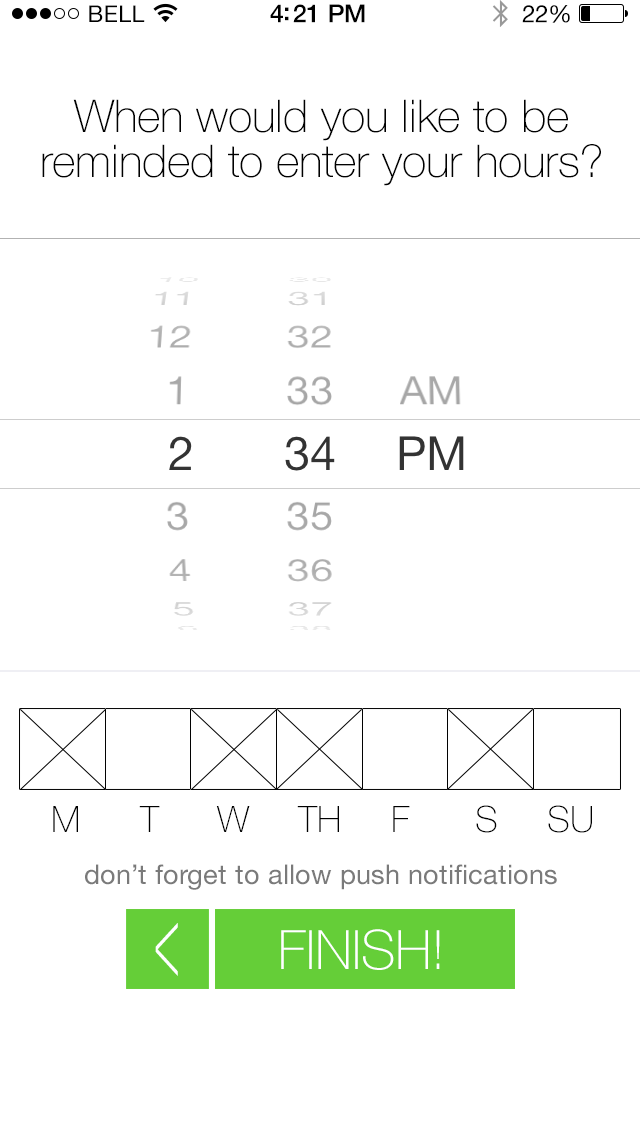 BELL 4:21 PM 22%
When would you like to be
reminded to enter your hours?
11 31
12 32
1 33 AM
2 34 PM
3 35
4 36
5 37
M T W TH F S SU
don't forget to allow push notifications
FINISH!